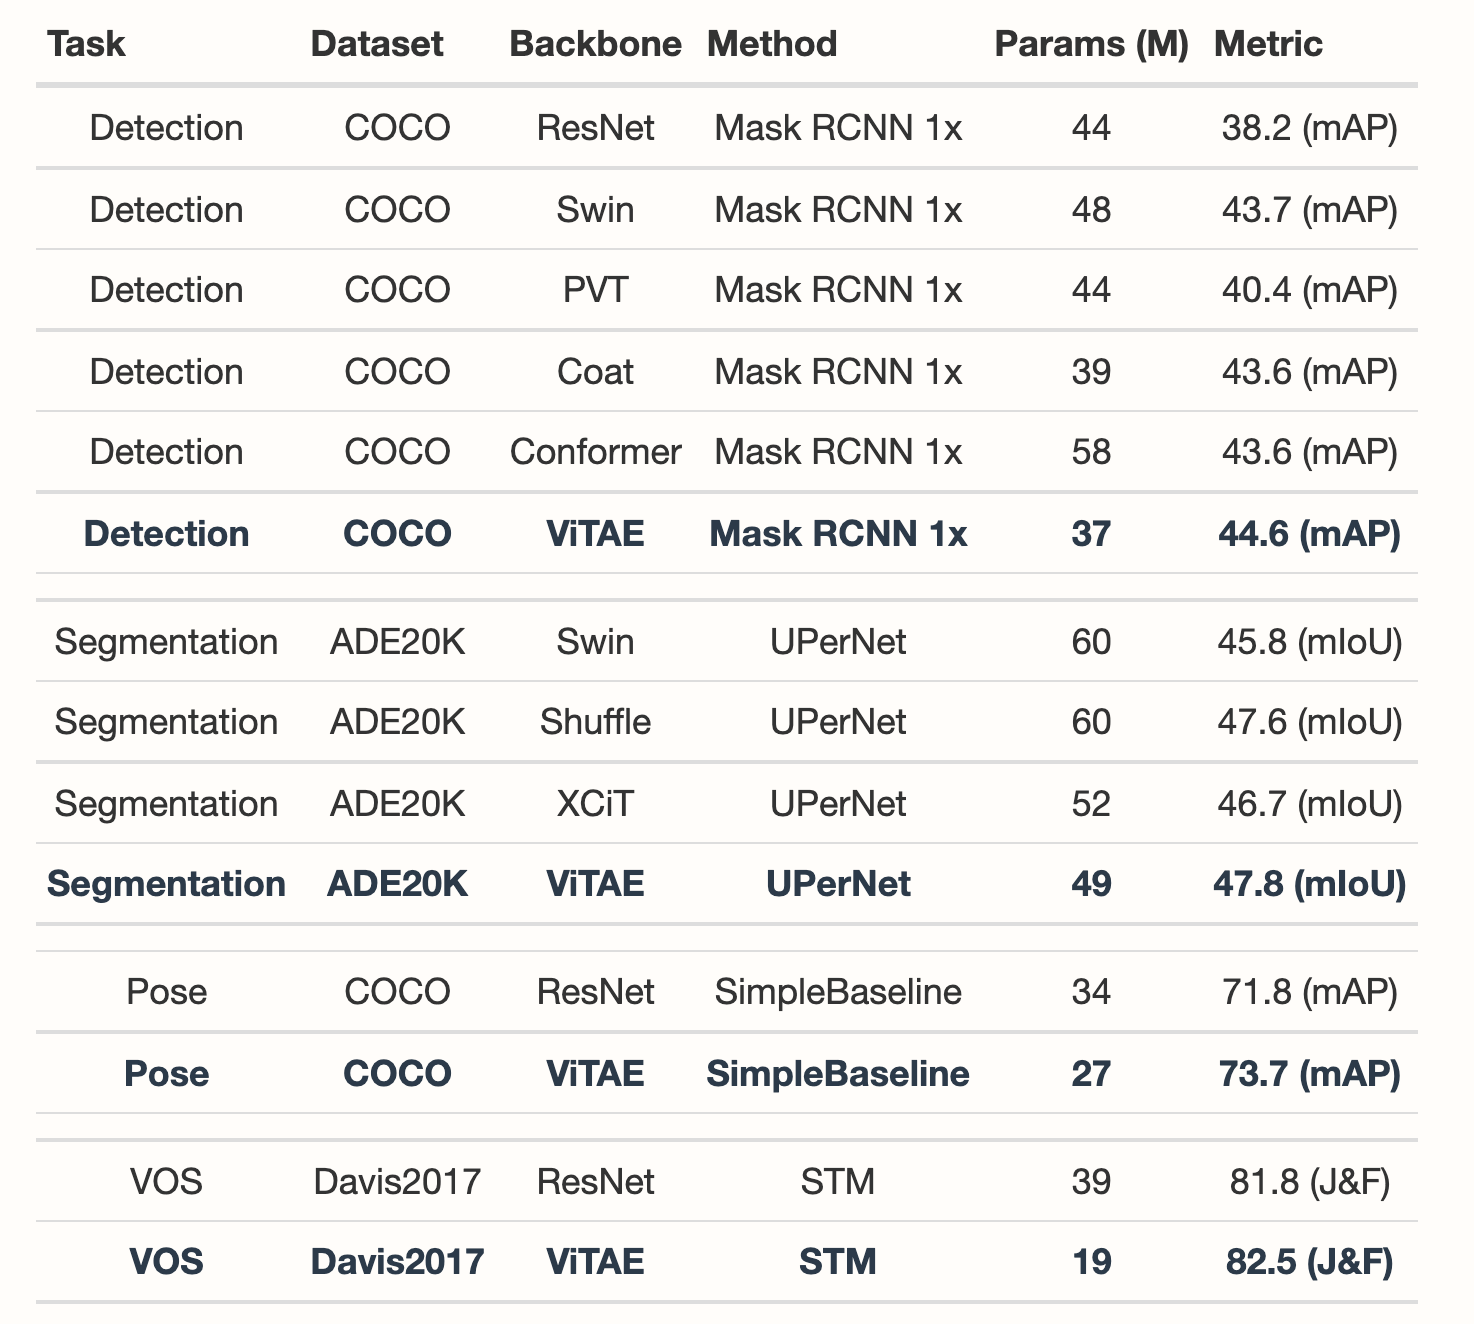 Task Dataset Backbone Method Params (M) Metric
Detection COCO ResNet Mask RCNN 1x 44 38.2 (mAP)
Detection COCO Swin Mask RCNN 1x 48 43.7 (mAP)
Detection COCO PVT Mask RCNN 1x 44 40.4 (mAP)
Detection COCO Coat Mask RCNN 1x 39 43.6 (mAP)
Detection COCO Conformer Mask RCNN 1x 58 43.6 (mAP)
Detection COCO ViTAE Mask RCNN 1x 37 44.6 (mAP)
Segmentation ADE20K Swin UPerNet 60 45.8 (mIoU)
Segmentation ADE20K Shuffle UPerNet 60 47.6 (mIoU)
Segmentation ADE20K XCiT UPerNet 52 46.7 (mIoU)
Segmentation ADE20K ViTAE UPerNet 49 47.8 (mIoU)
Pose COCO ResNet SimpleBaseline 34 71.8 (mAP)
Pose COCO ViTAE SimpleBaseline 27 73.7 (mAP)
VOS Davis2017 ResNet STM 39 81.8 (J&F)
VOS Davis2017 ViTAE STM 19 82.5 (J&F)